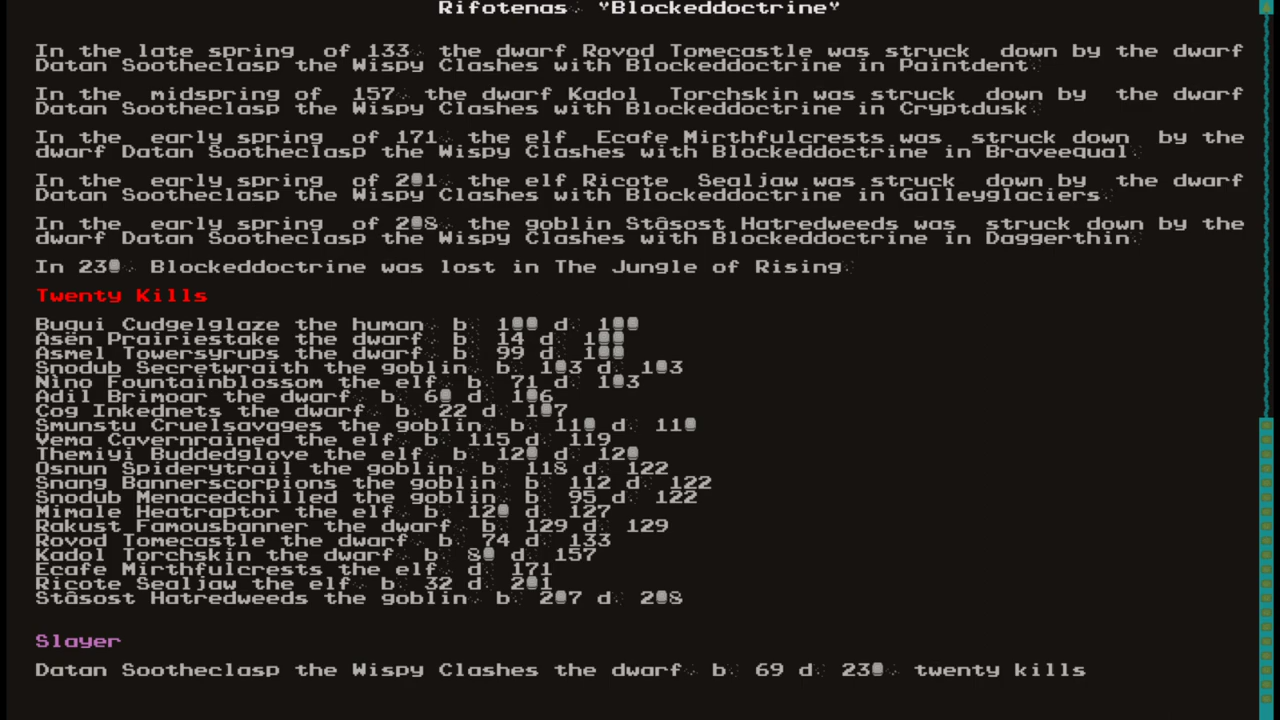 Rifotenas, "Blockeddoctrine"
In the late spring of 133, the dwarf Rovod Tomecastle was struck down by the dwarf
Datan Sootheclasp the Wispy Clashes with Blockeddoctrine in Paintdent.
In the midspring of 157, the dwarf Kadol Torchskin was struck down by the dwarf
Datan Sootheclasp the Wispy Clashes with Blockeddoctrine in Cryptdusk.
In the early spring of 171, the elf Ecafe Mirthfulcrests was struck down by the
dwarf Datan Sootheclasp the Wispy Clashes with Blockeddoctrine in Braveequal.
In the early spring of 201, the elf Ricote Sealjaw was struck down by the dwarf
Datan Sootheclasp the Wispy Clashes with Blockeddoctrine in Galleyglaciers.
In the early spring of 208, the goblin Stâsost Hatredweeds was struck down by the
dwarf Datan Sootheclasp the Wispy Clashes with Blockeddoctrine in Daggerthin.
In 230, Blockeddoctrine was lost in The Jungle of Rising.
Twenty Kills
Buqui Cudgelglaze the human, b. 100 d. 100
Asën Prairiestake the dwarf, b. 14 d. 100
Asmel Towersyrups the dwarf, b. 99 d. 100
Snodub Secretwraith the goblin, b. 103 d. 103
Nìno Fountainblossom the elf, b. 71 d. 103
Adil Brimoar the dwarf, b. 60 d. 106
Cog Inkednets the dwarf, b. 22 d. 107
Smunstu Cruelsavages the goblin, b. 110 d. 110
Vema Cavernrained the elf, b. 115 d. 119
Themiyi Buddedglove the elf, b. 120 d. 120
Osnun Spiderytrail the goblin, b. 118 d. 122
Snang Bannerscorpions the goblin, b. 112 d. 122
Snodub Menacedchilled the goblin, b. 95 d. 122
Mimale Heatraptor the elf, b. 120 d. 127
Rakust Famousbanner the dwarf, b. 129 d. 129
Rovod Tomecastle the dwarf, b. 74 d. 133
Kadol Torchskin the dwarf, b. 80 d. 157
Ecafe Mirthfulcrests the elf, d. 171
Ricote Sealjaw the elf, b. 32 d. 201
Stâsost Hatredweeds the goblin, b. 207 d. 208
Slayer
Datan Sootheclasp the Wispy Clashes the dwarf, b. 69 d. 230, twenty kills